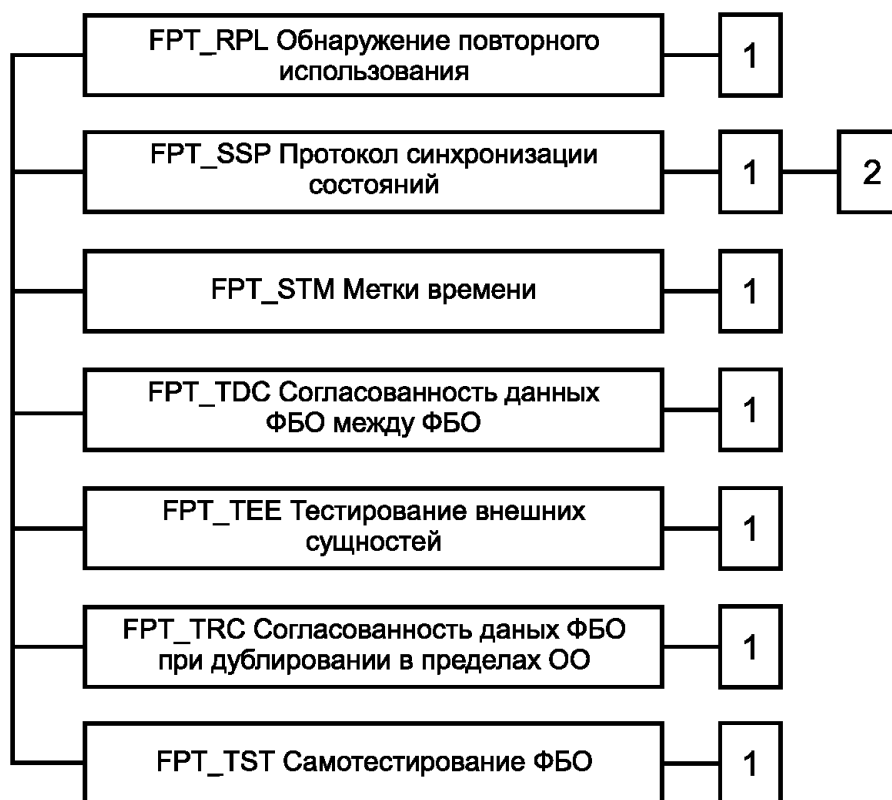 FPT_RPL Обнаружение повторного
использования
1
FPT_SSP Протокол синхронизации
состояний
1
2
FPT_STM Метки времени
1
FPT_TDC Согласованность данных
ФБО между ФБО
1
FPT_TEE Тестирование внешних
сущностей
1
FPT_TRC Согласованность даных ФБО
при дублировании в пределах ОО
1
FPT_TST Самотестирование ФБО
1